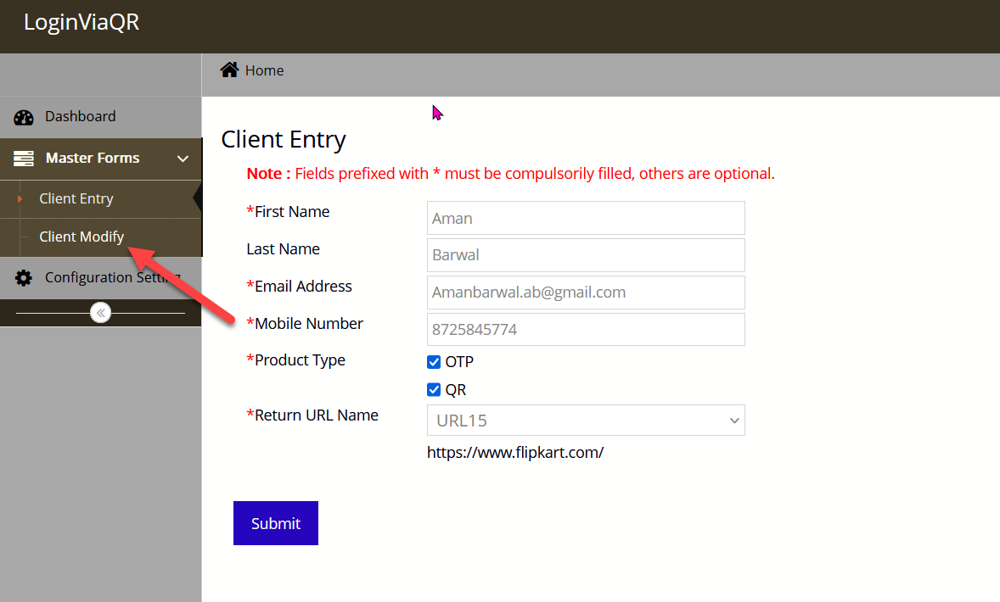 LoginViaQR
Home
Dashboard
Master Forms
Client Entry
Client Modify
Configuration Setting
Client Entry
Note : Fields prefixed with * must be compulsorily filled, others are optional.
*First Name
Aman
Last Name
Barwal
*Email Address
Amanbarwal.ab@gmail.com
*Mobile Number
8725845774
*Product Type
OTP
QR
*Return URL Name
URL15
https://www.flipkart.com/
Submit